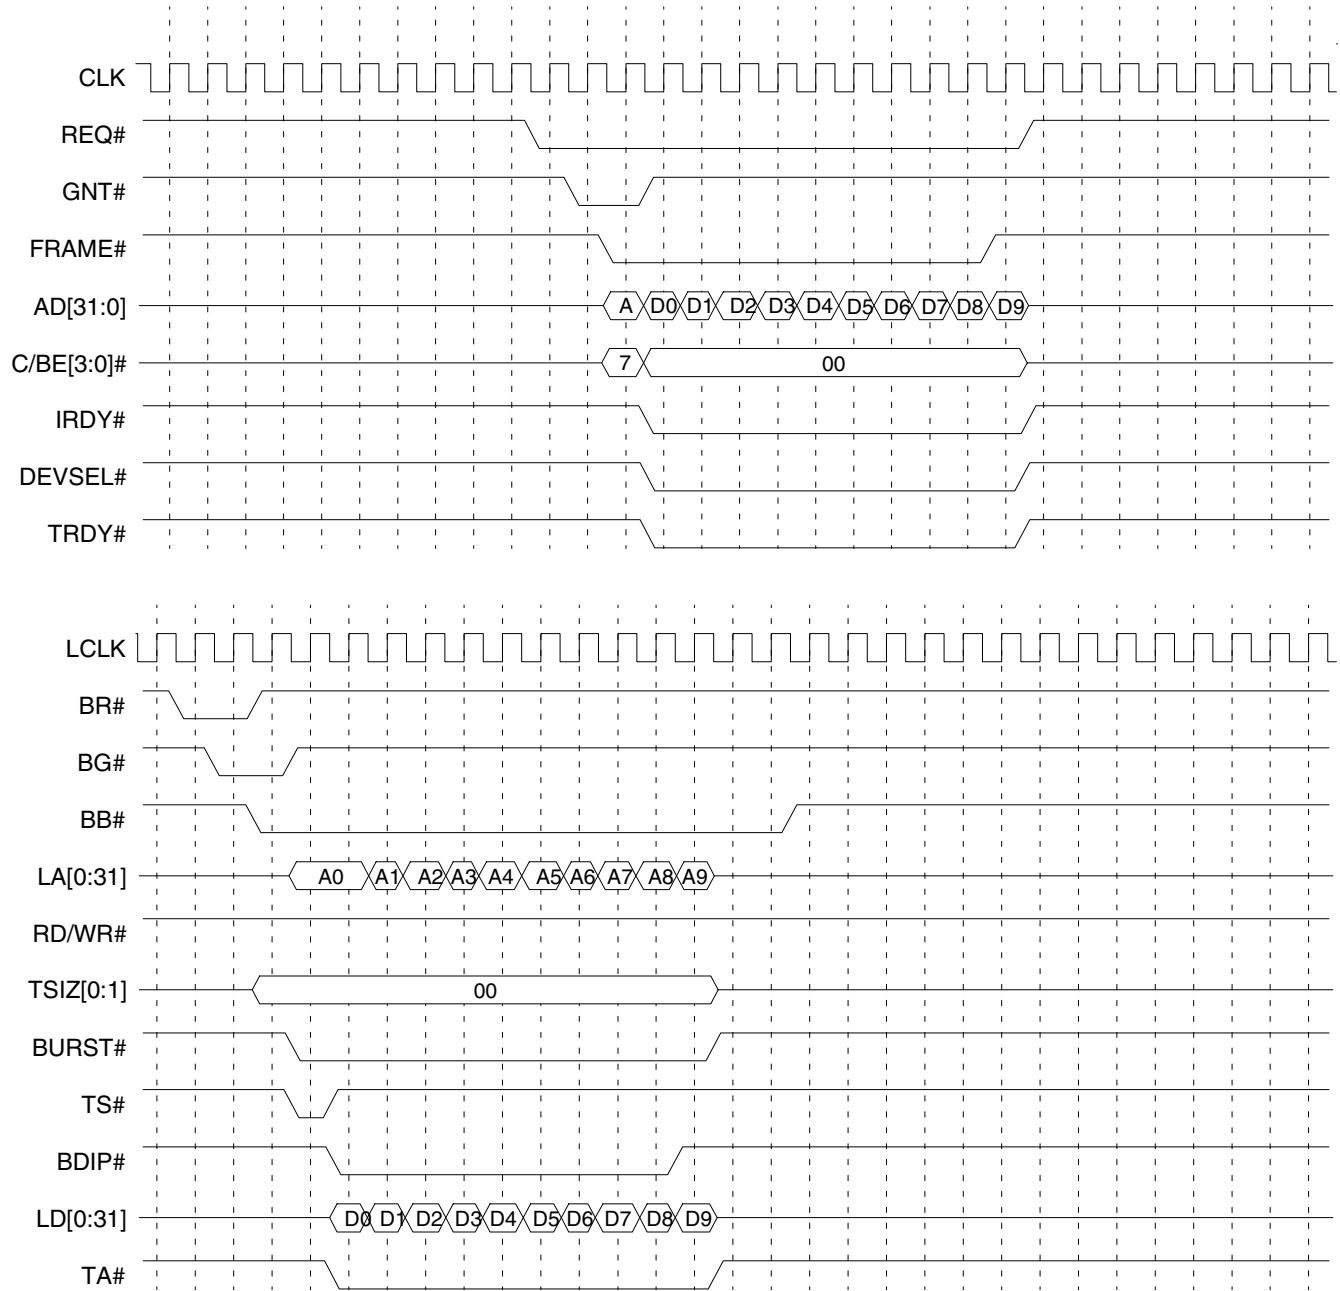 CLK
REQ#
GNT#
FRAME#
AD[31:0] A D0 D1 D2 D3 D4 D5 D6 D7 D8 D9
C/BE[3:0]# 7 00
IRDY#
DEVSEL#
TRDY#
LCLK
BR#
BG#
BB#
LA[0:31] A0 A1 A2 A3 A4 A5 A6 A7 A8 A9
RD/WR#
TSIZ[0:1] 00
BURST#
TS#
BDIP#
LD[0:31] D0 D1 D2 D3 D4 D5 D6 D7 D8 D9
TA#